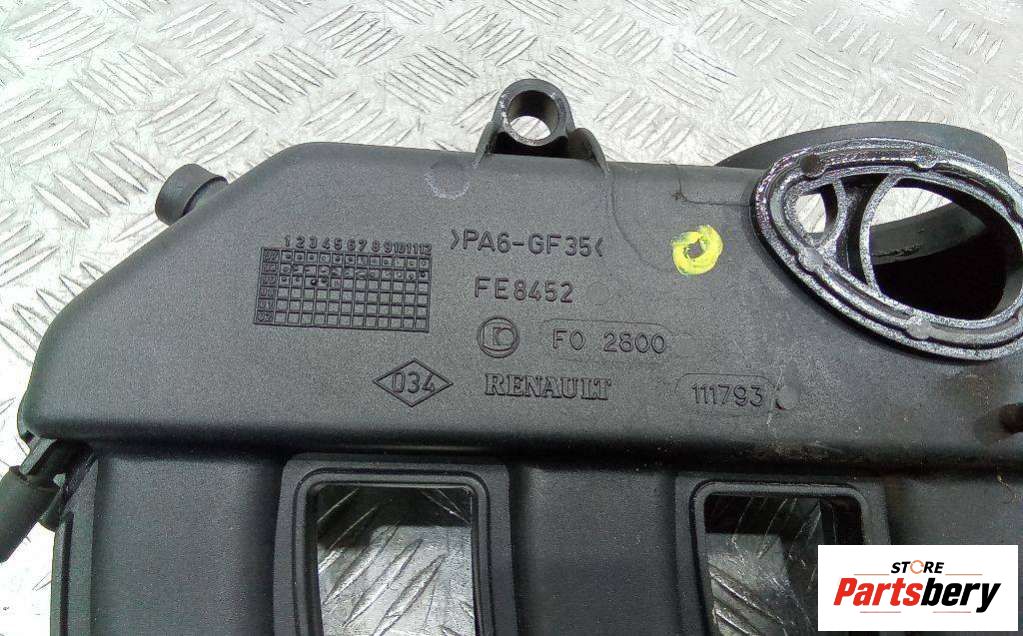 1 2 3 4 5 6 7 8 9 10 11 12
>PA6-GF35<
FE8452
FO 2800
034
RENAULT
111793
STORE
Partsbery